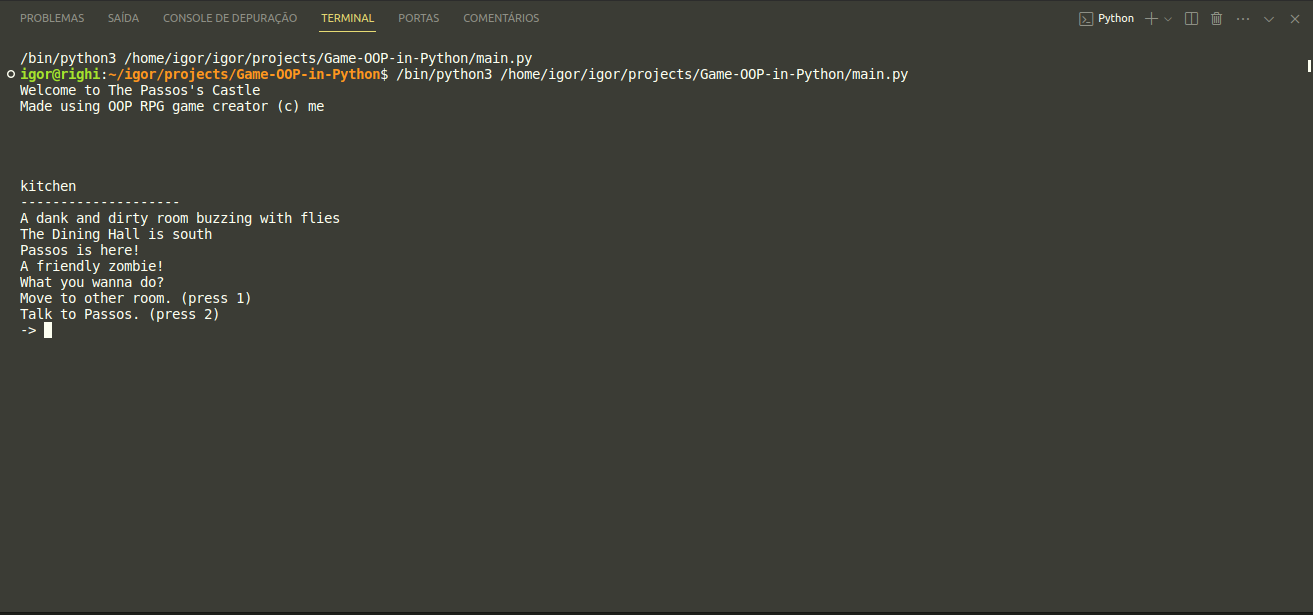 PROBLEMAS SAÍDA CONSOLE DE DEPURAÇÃO TERMINAL PORTAS COMENTÁRIOS Python
/bin/python3 /home/igor/igor/projects/Game-OOP-in-Python/main.py
igor@righi:~/igor/projects/Game-OOP-in-Python$ /bin/python3 /home/igor/igor/projects/Game-OOP-in-Python/main.py
Welcome to The Passos's Castle
Made using OOP RPG game creator (c) me
kitchen
--------------------
A dank and dirty room buzzing with flies
The Dining Hall is south
Passos is here!
A friendly zombie!
What you wanna do?
Move to other room. (press 1)
Talk to Passos. (press 2)
->